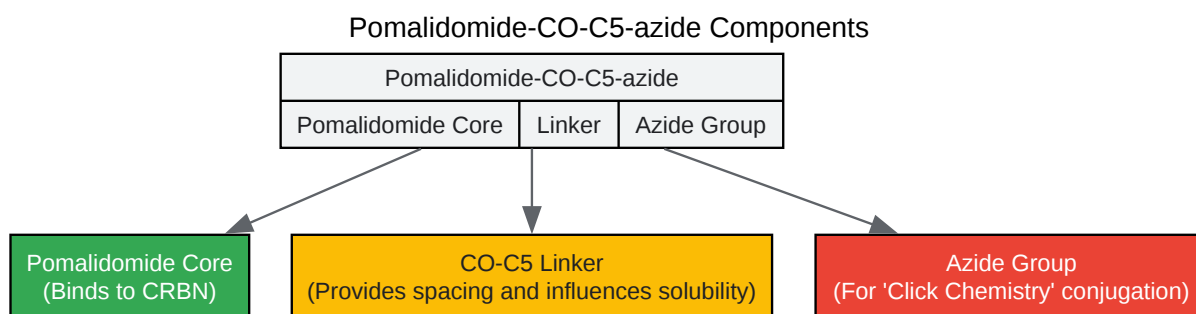 Pomalidomide-CO-C5-azide Components
Pomalidomide-CO-C5-azide
Pomalidomide Core
Linker
Azide Group
Pomalidomide Core
(Binds to CRBN)
CO-C5 Linker
(Provides spacing and influences solubility)
Azide Group
(For 'Click Chemistry' conjugation)